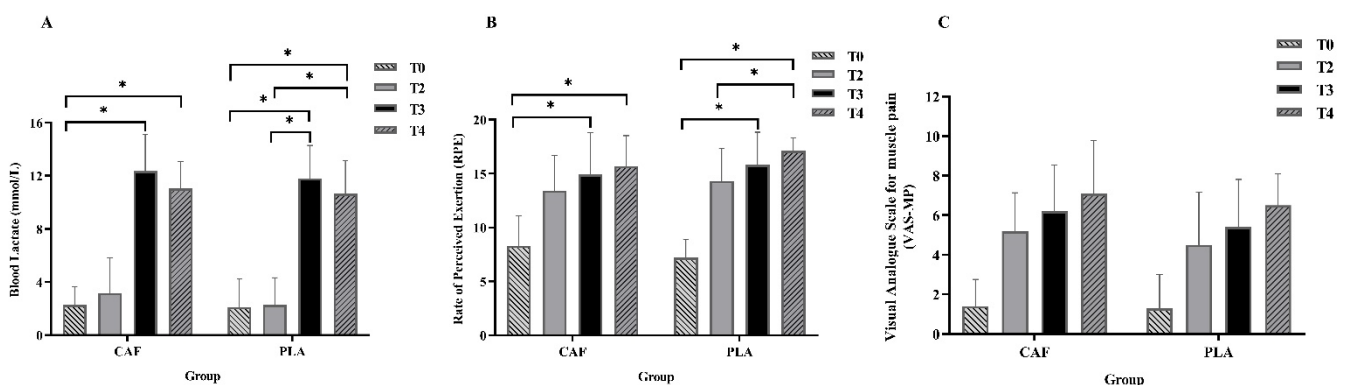 A
*
*
*
*
*
*
T0
T2
T3
T4
Blood Lactate (mmol/L)
16
12
8
4
0
CAF
PLA
Group
B
*
*
*
*
*
T0
T2
T3
T4
Rate of Perceived Exertion (RPE)
20
15
10
5
0
CAF
PLA
Group
C
T0
T2
T3
T4
Visual Analogue Scale for muscle pain
(VAS-MP)
12
10
8
6
4
2
0
CAF
PLA
Group